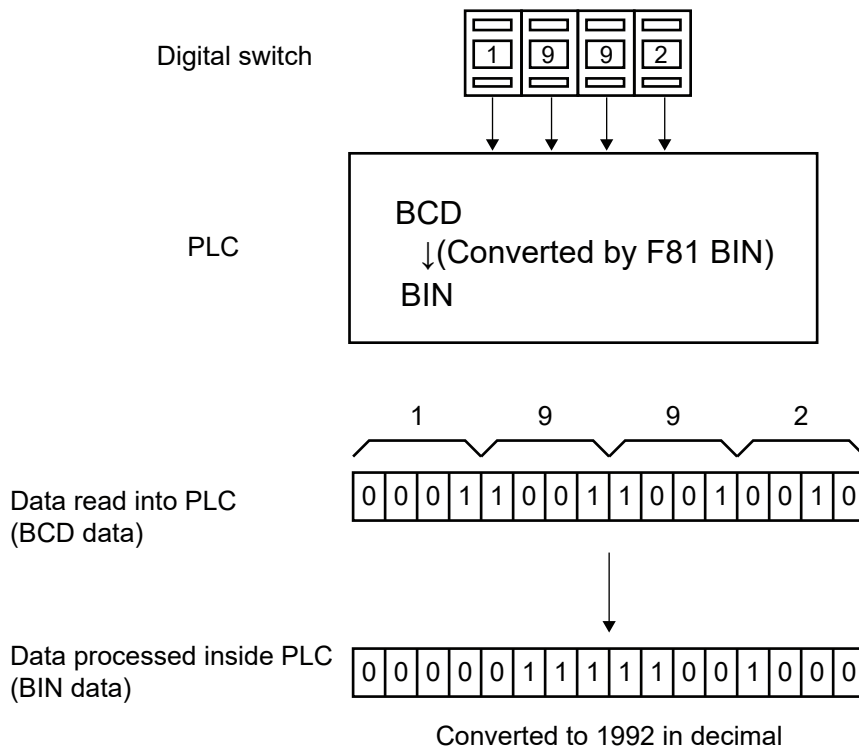 Digital switch
1 9 9 2
PLC
BCD
↓(Converted by F81 BIN)
BIN
1 9 9 2
Data read into PLC
(BCD data)
0 0 0 1 1 0 0 1 1 0 0 1 0 0 1 0
Data processed inside PLC
(BIN data)
0 0 0 0 0 1 1 1 1 1 0 0 1 0 0 0
Converted to 1992 in decimal